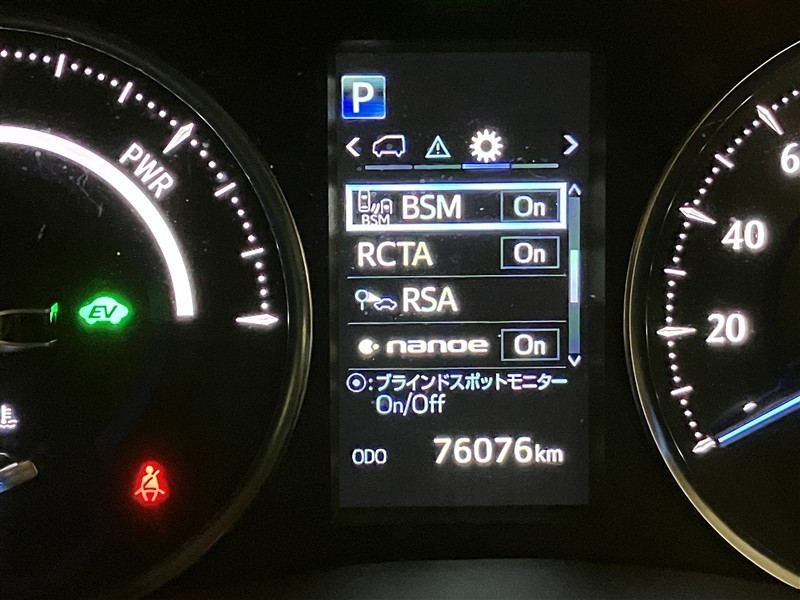 PWR
EV
P
BSM BSM On
RCTA On
RSA
nanoe On
:ブラインドスポットモニター
On/Off
ODO 76076km
6
40
20